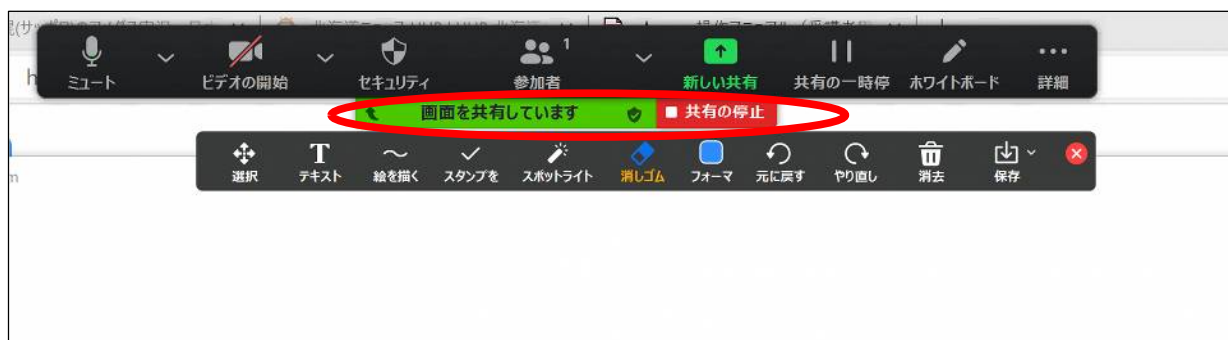 ミュート ビデオの開始 セキュリティ 参加者 1 新しい共有 共有の一時停 ホワイトボード 詳細
画面を共有しています 共有の停止
選択 テキスト 絵を描く スタンプを スポットライト 消しゴム フォーマ 元に戻す やり直し 消去 保存